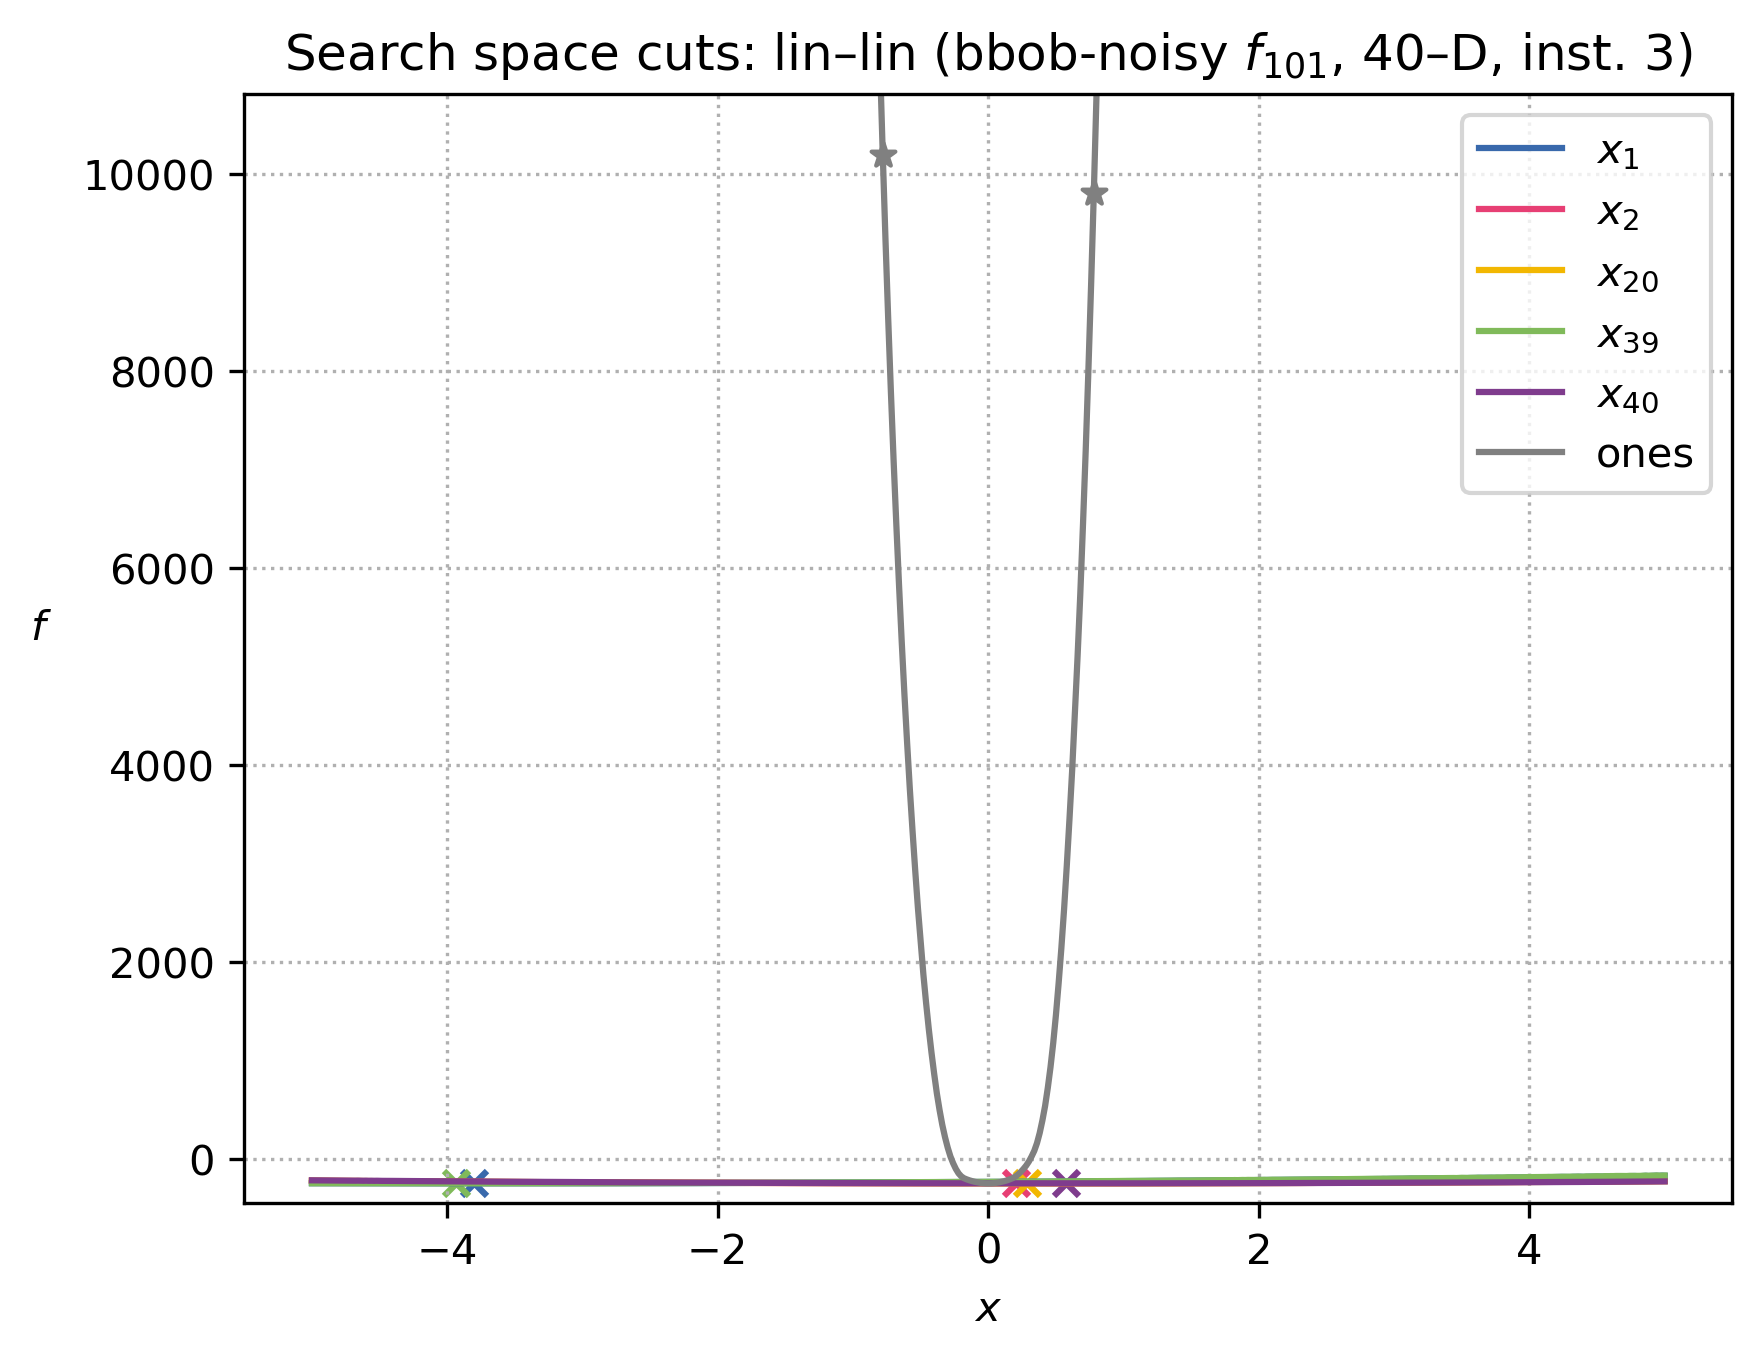 Search space cuts: lin–lin (bbob-noisy f₁₀₁, 40–D, inst. 3)
10000
8000
6000
4000
2000
0
f
−4
−2
0
2
4
x
x₁
x₂
x₂₀
x₃₉
x₄₀
ones